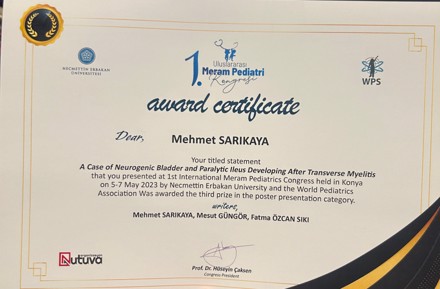 NECMETTİN ERBAKAN
ÜNİVERSİTESİ
1.
Uluslararası
Meram Pediatri
Kongresi
WPS
award certificate
Dear,
Mehmet SARIKAYA
Your titled statement
A Case of Neurogenic Bladder and Paralytic Ileus Developing After Transverse Myelitis
that you presented at 1st International Meram Pediatrics Congress held in Konya
on 5-7 May 2023 by Necmettin Erbakan University and the World Pediatrics
Association Was awarded the third prize in the poster presentation category.
writers,
Mehmet SARIKAYA, Mesut GÜNGÖR, Fatma ÖZCAN SIKI
Nutuva
Prof. Dr. Hüseyin Çaksen
Congress President